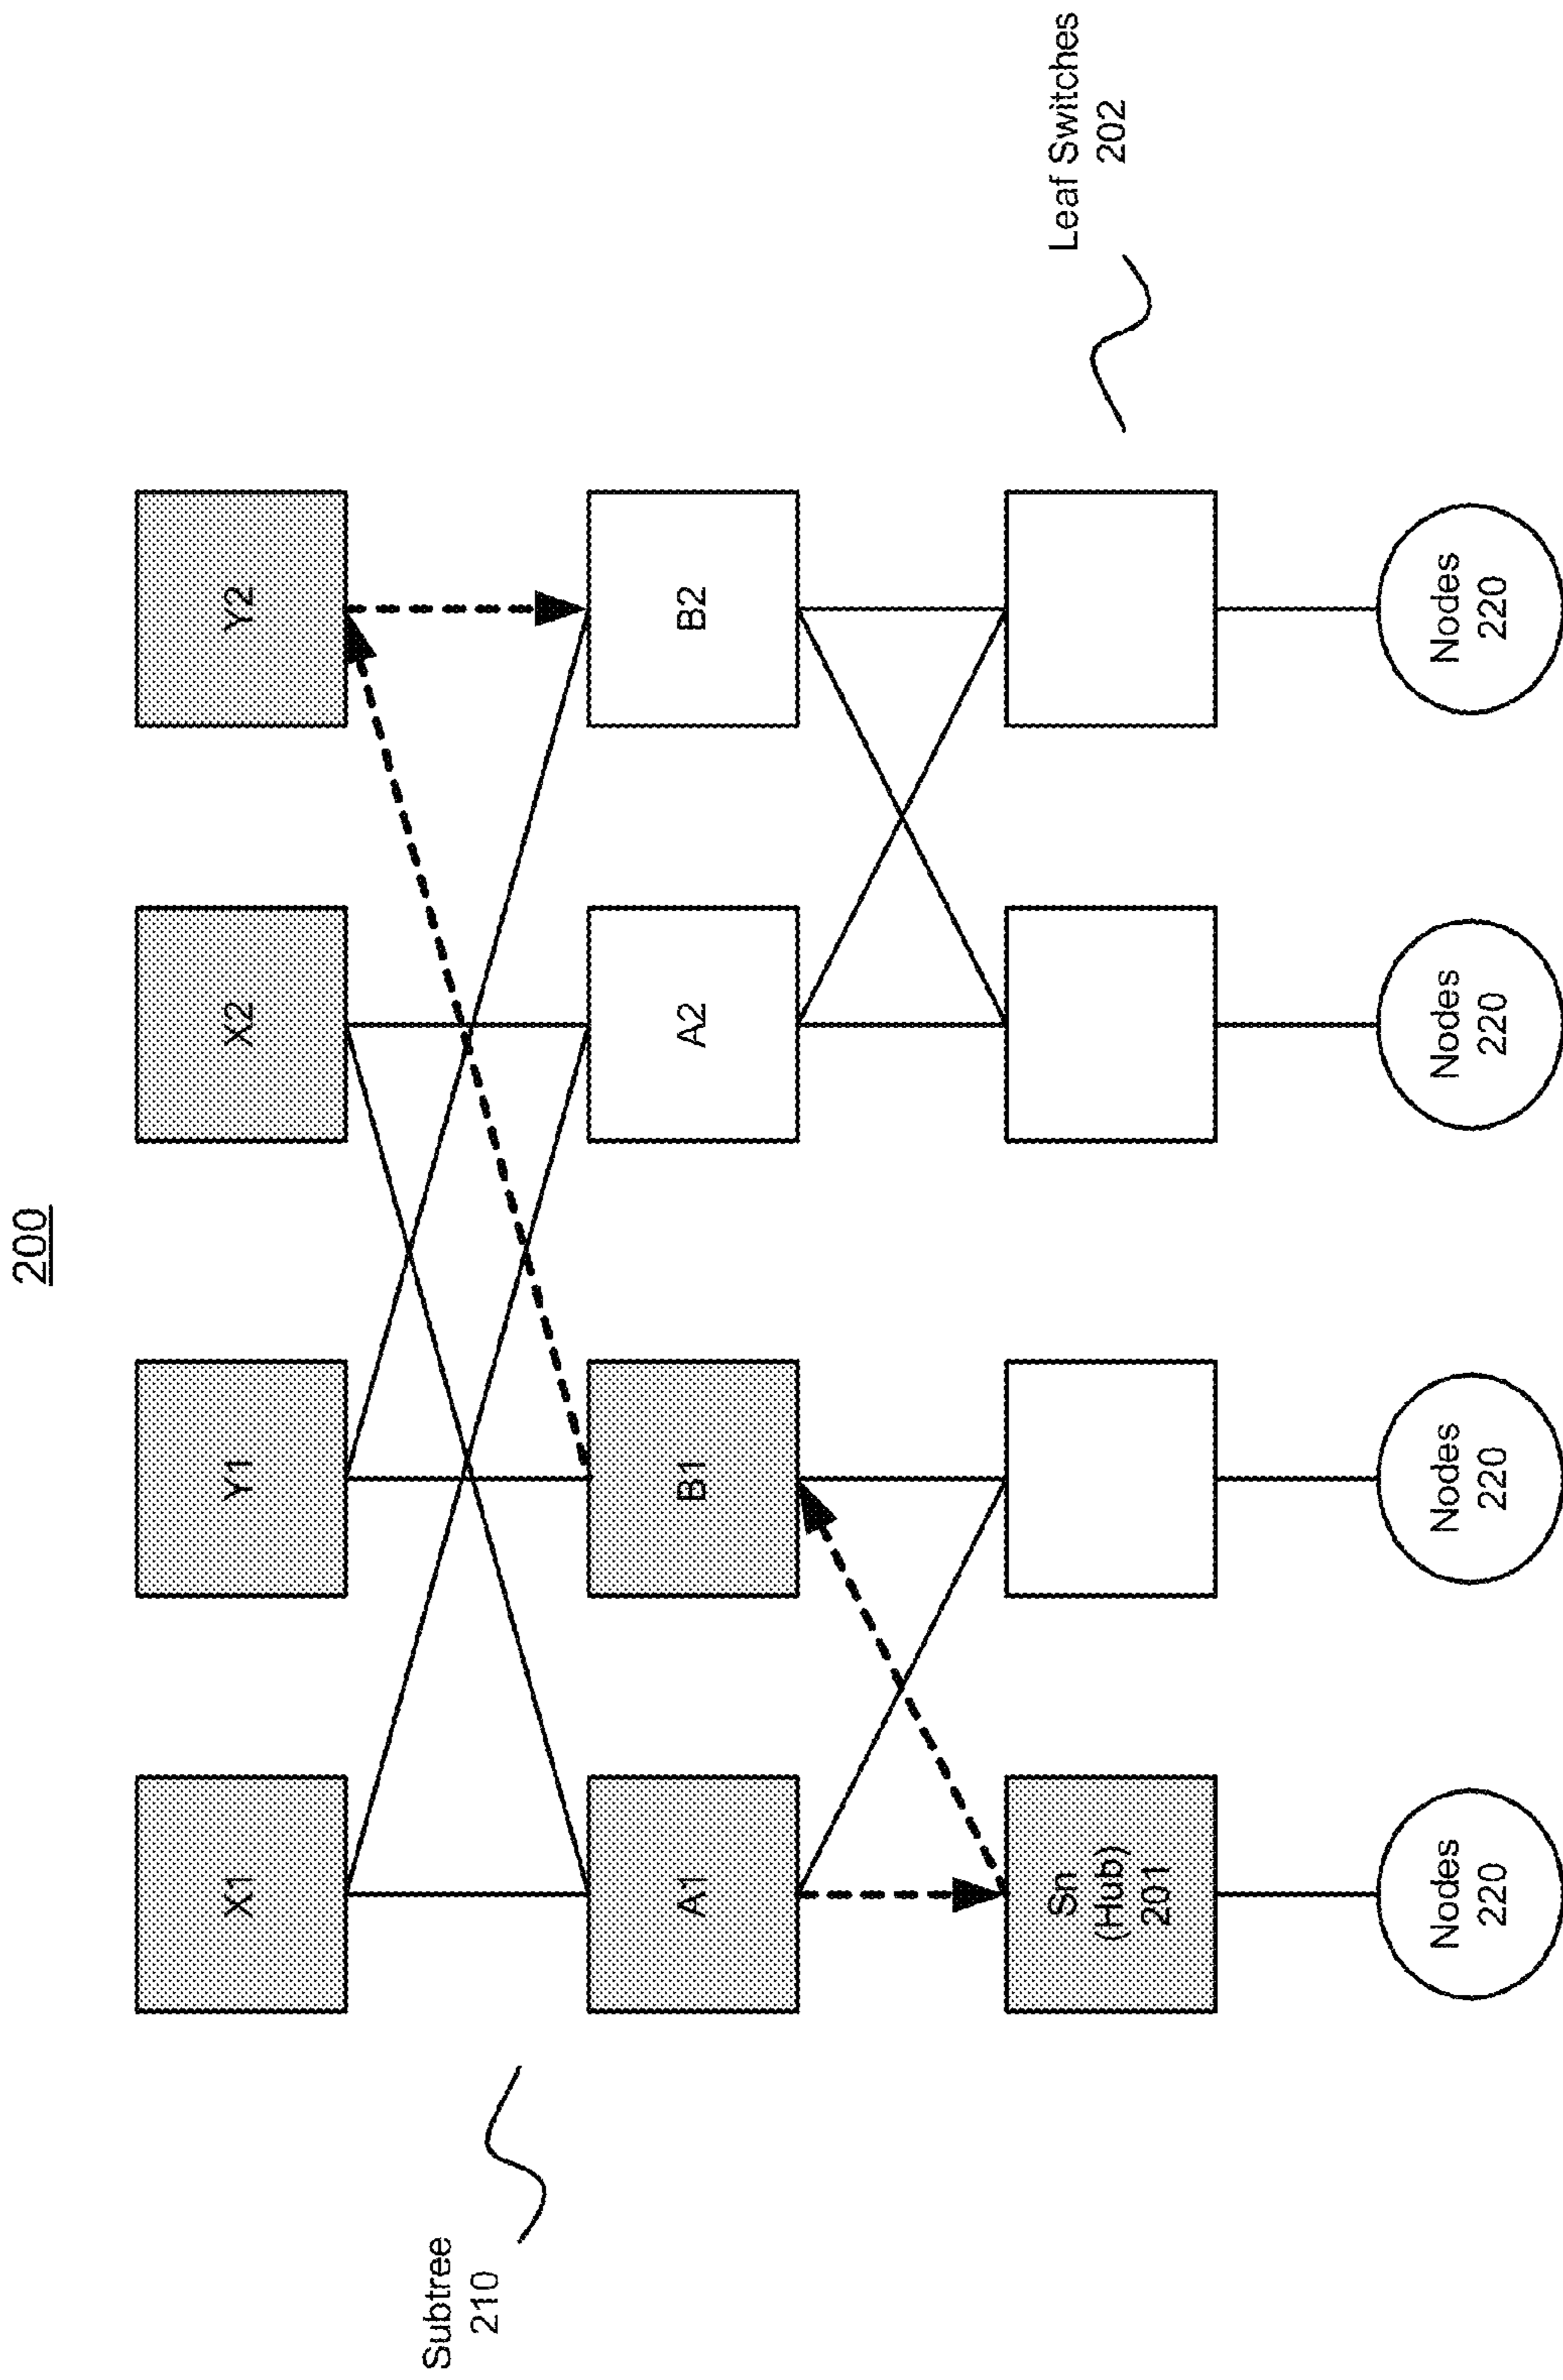 200
X1
Y1
X2
Y2
Subtree
210
A1
B1
A2
B2
Sn
(Hub)
201
Leaf Switches
202
Nodes
220
Nodes
220
Nodes
220
Nodes
220